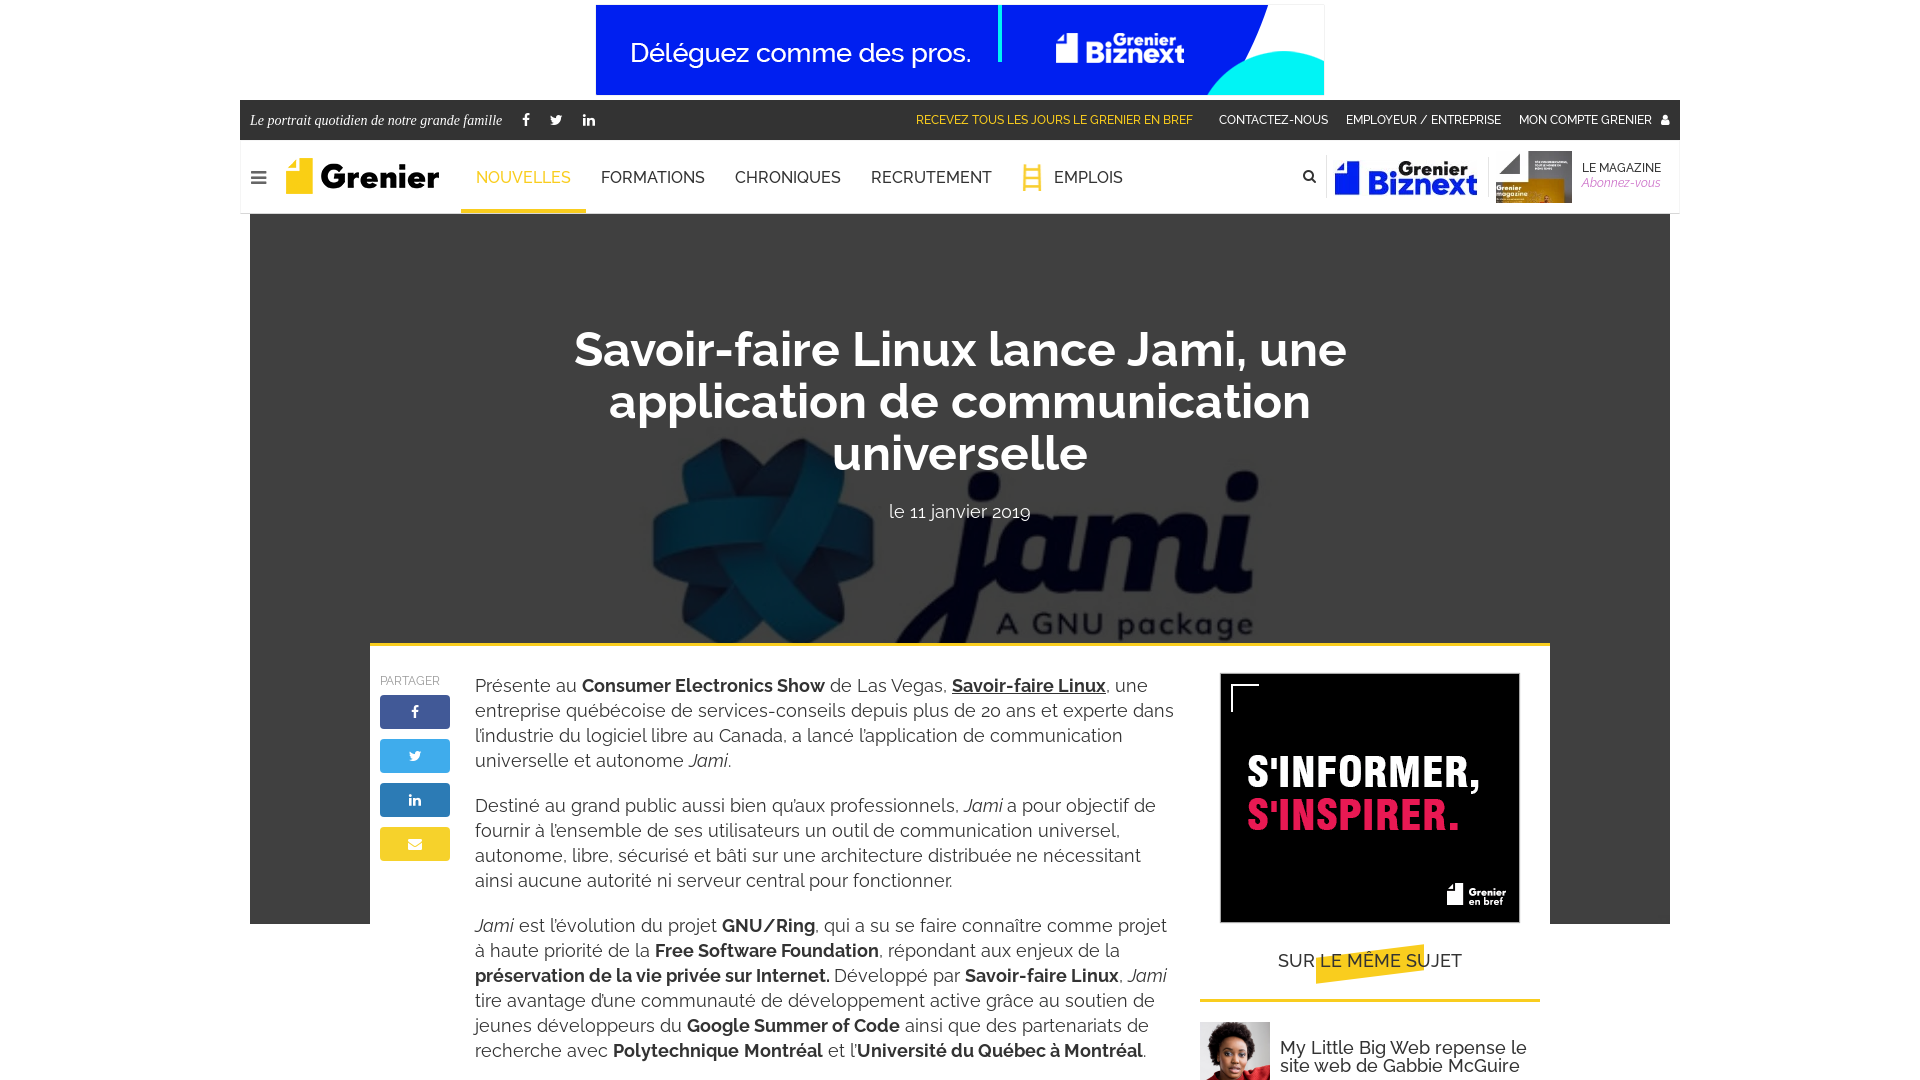 Déléguez comme des pros.
Grenier
Biznext
Le portrait quotidien de notre grande famille
RECEVEZ TOUS LES JOURS LE GRENIER EN BREF
CONTACTEZ-NOUS
EMPLOYEUR / ENTREPRISE
MON COMPTE GRENIER
Grenier
NOUVELLES
FORMATIONS
CHRONIQUES
RECRUTEMENT
EMPLOIS
Grenier
Biznext
Grenier
magazine
LE MAGAZINE
Abonnez-vous
Savoir-faire Linux lance Jami, une
application de communication
universelle
le 11 janvier 2019
jami
A GNU package
PARTAGER
Présente au Consumer Electronics Show de Las Vegas, Savoir-faire Linux, une
entreprise québécoise de services-conseils depuis plus de 20 ans et experte dans
l’industrie du logiciel libre au Canada, a lancé l’application de communication
universelle et autonome Jami.
Destiné au grand public aussi bien qu’aux professionnels, Jami a pour objectif de
fournir à l’ensemble de ses utilisateurs un outil de communication universel,
autonome, libre, sécurisé et bâti sur une architecture distribuée ne nécessitant
ainsi aucune autorité ni serveur central pour fonctionner.
Jami est l’évolution du projet GNU/Ring, qui a su se faire connaître comme projet
à haute priorité de la Free Software Foundation, répondant aux enjeux de la
préservation de la vie privée sur Internet. Développé par Savoir-faire Linux, Jami
tire avantage d’une communauté de développement active grâce au soutien de
jeunes développeurs du Google Summer of Code ainsi que des partenariats de
recherche avec Polytechnique Montréal et l’Université du Québec à Montréal.
S'INFORMER,
S'INSPIRER.
Grenier
en bref
SUR LE MÊME SUJET
My Little Big Web repense le
site web de Gabbie McGuire